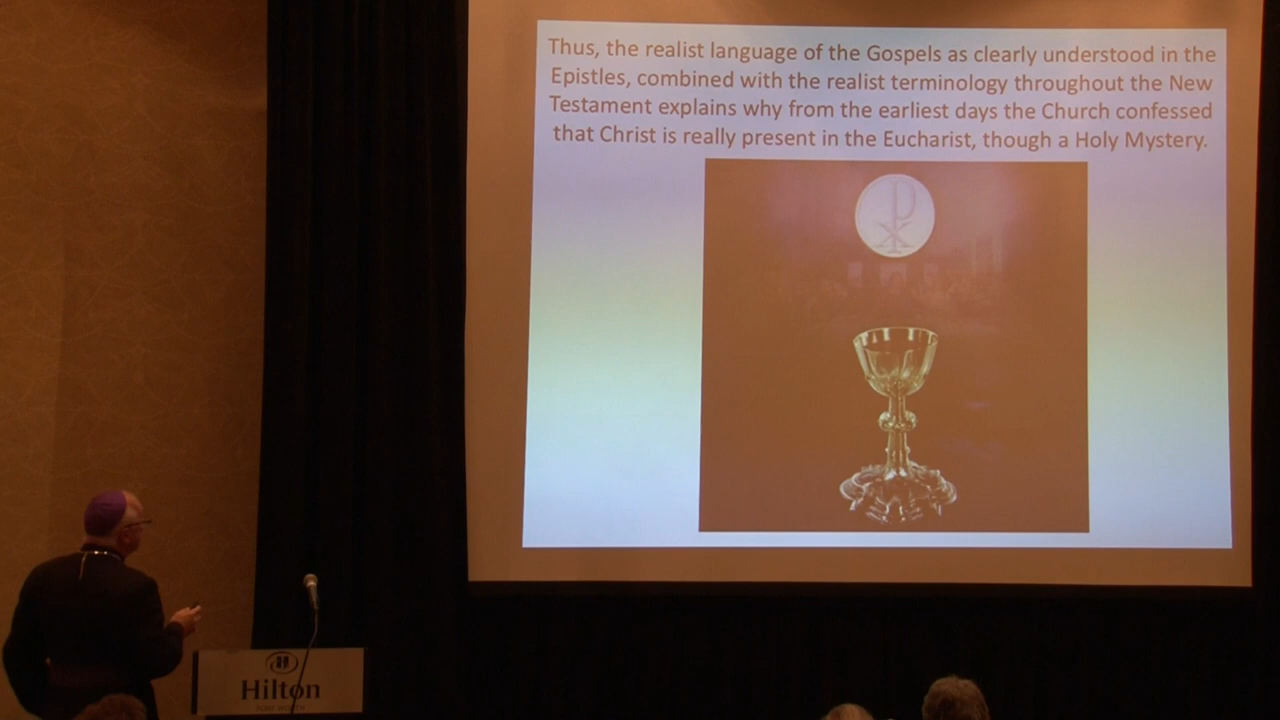 Thus, the realist language of the Gospels as clearly understood in the
Epistles, combined with the realist terminology throughout the New
Testament explains why from the earliest days the Church confessed
that Christ is really present in the Eucharist, though a Holy Mystery.
Hilton
FORT WORTH